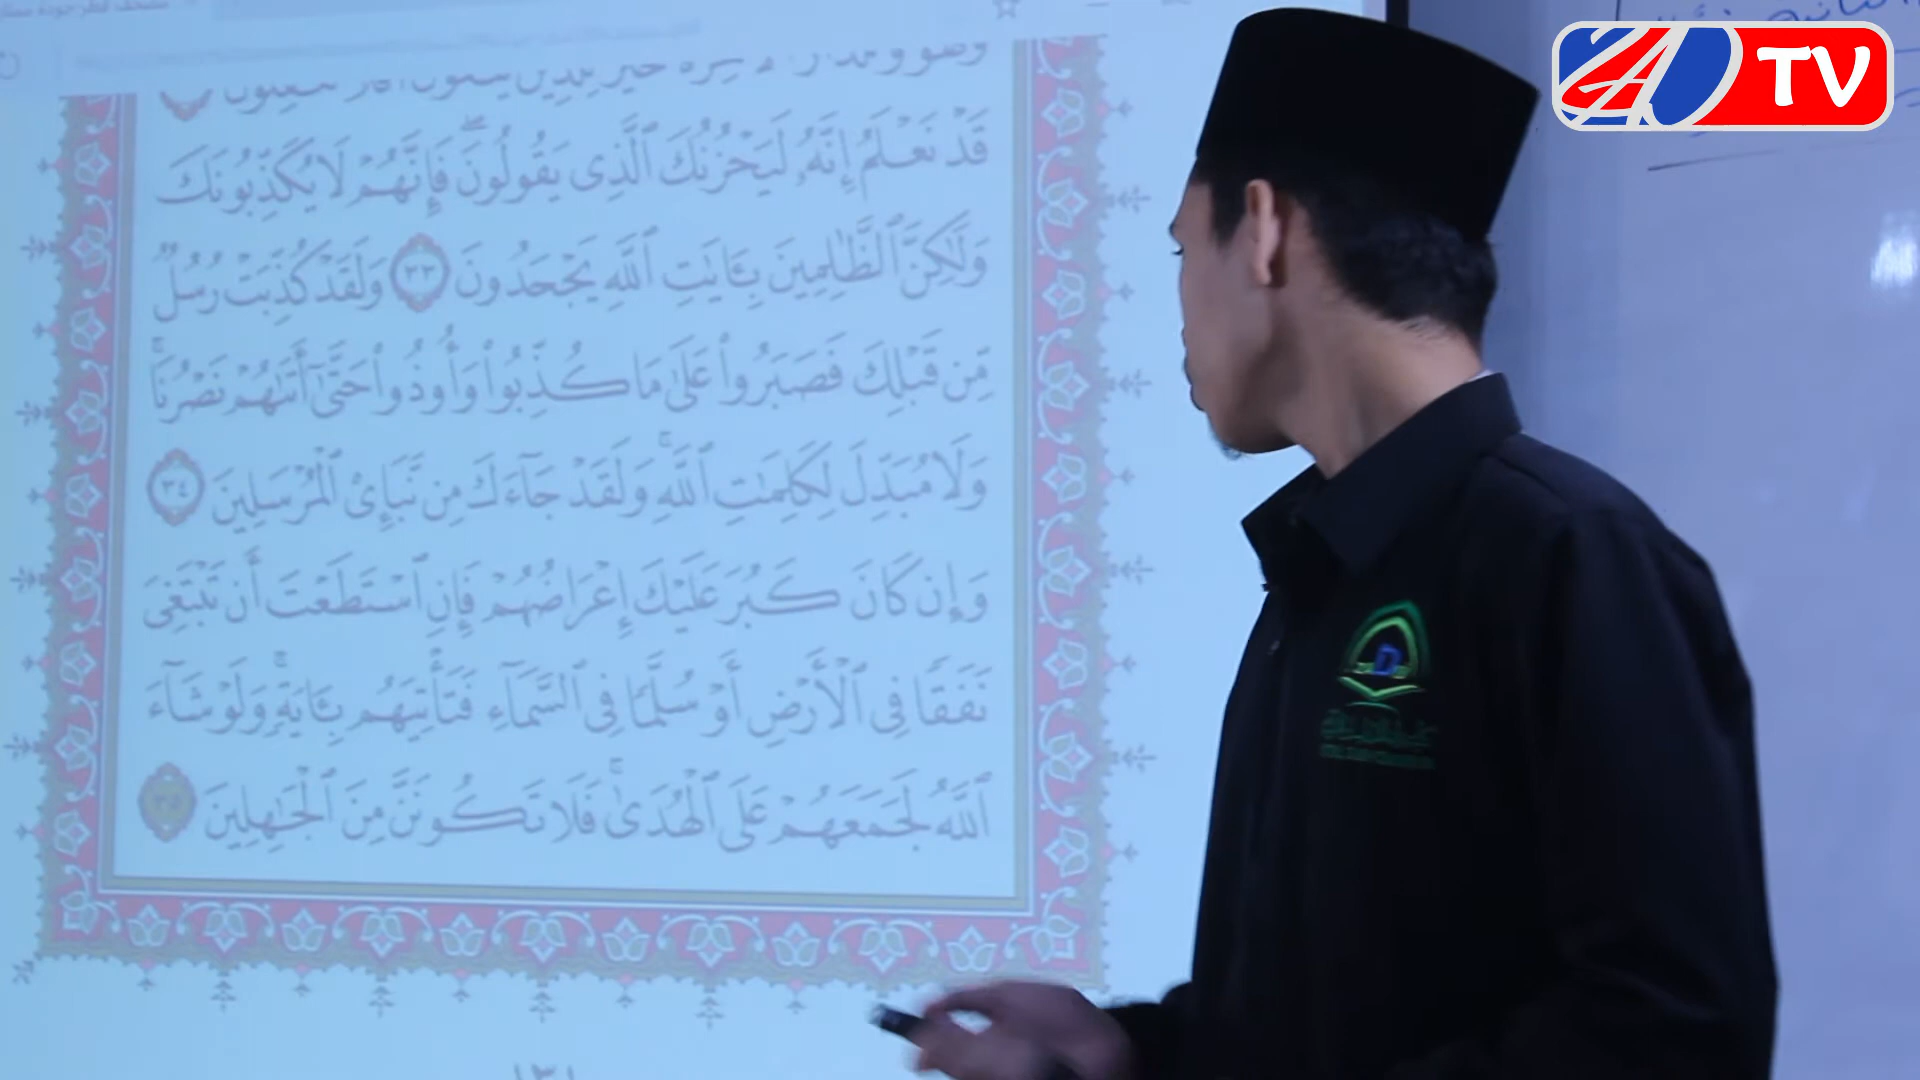 TV
قَدْ نَعْلَمُ إِنَّهُۥ لَيَحْزُنُكَ ٱلَّذِى يَقُولُونَ ۖ فَإِنَّهُمْ لَا يُكَذِّبُونَكَ
وَلَٰكِنَّ ٱلظَّٰلِمِينَ بِـَٔايَٰتِ ٱللَّهِ يَجْحَدُونَ ٣٣ وَلَقَدْ كُذِّبَتْ رُسُلٌ
مِّن قَبْلِكَ فَصَبَرُوا۟ عَلَىٰ مَا كُذِّبُوا۟ وَأُوذُوا۟ حَتَّىٰٓ أَتَىٰهُمْ نَصْرُنَا ۚ
وَلَا مُبَدِّلَ لِكَلِمَٰتِ ٱللَّهِ ۚ وَلَقَدْ جَآءَكَ مِن نَّبَإِى۟ ٱلْمُرْسَلِينَ ٣٤
وَإِن كَانَ كَبُرَ عَلَيْكَ إِعْرَاضُهُمْ فَإِنِ ٱسْتَطَعْتَ أَن تَبْتَغِىَ
نَفَقًا فِى ٱلْأَرْضِ أَوْ سُلَّمًا فِى ٱلسَّمَآءِ فَتَأْتِيَهُم بِـَٔايَةٍ ۚ وَلَوْ شَآءَ
ٱللَّهُ لَجَمَعَهُمْ عَلَى ٱلْهُدَىٰ ۚ فَلَا تَكُونَنَّ مِنَ ٱلْجَٰهِلِينَ ٣٥